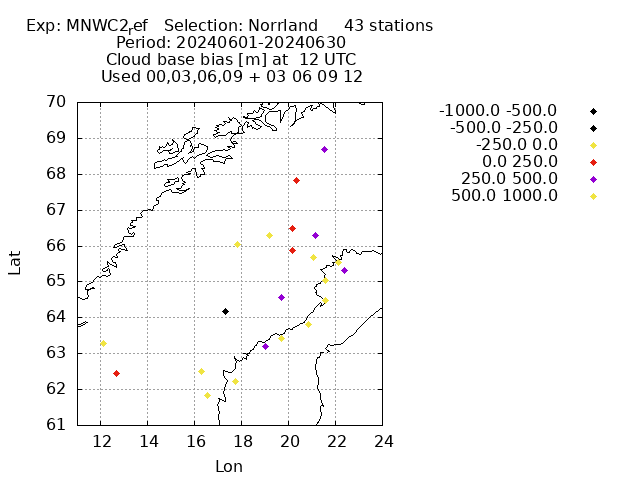 Exp: MNWC2ref Selection: Norrland 43 stations
Period: 20240601-20240630
Cloud base bias [m] at 12 UTC
Used 00,03,06,09 + 03 06 09 12
-1000.0 -500.0
-500.0 -250.0
-250.0 0.0
0.0 250.0
250.0 500.0
500.0 1000.0
70
69
68
67
66
65
64
63
62
61
Lat
12 14 16 18 20 22 24
Lon